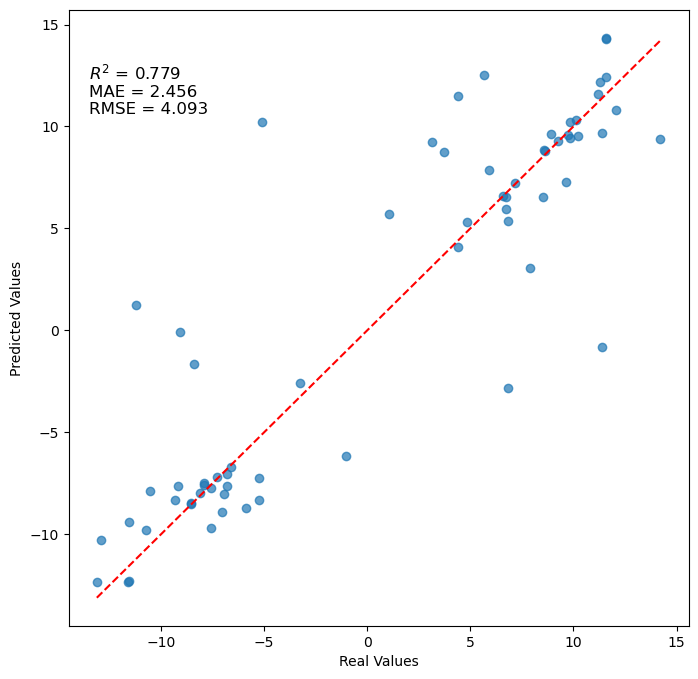 15
10
5
0
−5
−10
R² = 0.779
MAE = 2.456
RMSE = 4.093
Predicted Values
−10
−5
0
5
10
15
Real Values